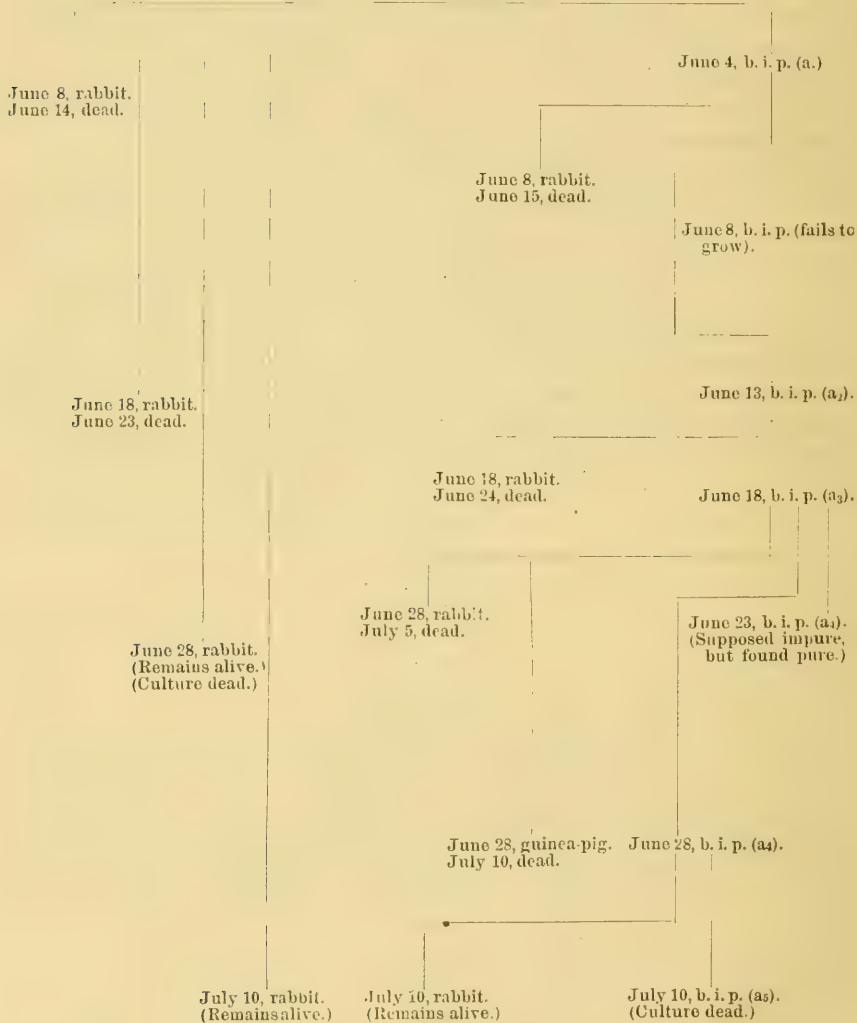 June 4, b. i. p. (a.)
June 8, rabbit.
June 14, dead.
June 8, rabbit.
June 15, dead.
June 8, b. i. p. (fails to
grow).
June 13, b. i. p. (a₂).
June 18, rabbit.
June 23, dead.
June 18, rabbit.
June 24, dead.
June 18, b. i. p. (a₃).
June 28, rabbit.
July 5, dead.
June 23, b. i. p. (a₄).
(Supposed impure,
but found pure.)
June 28, rabbit.
(Remains alive.)
(Culture dead.)
June 28, guinea-pig.
July 10, dead.
June 28, b. i. p. (a₄).
July 10, rabbit.
(Remains alive.)
July 10, rabbit.
(Remains alive.)
July 10, b. i. p. (a₅).
(Culture dead.)